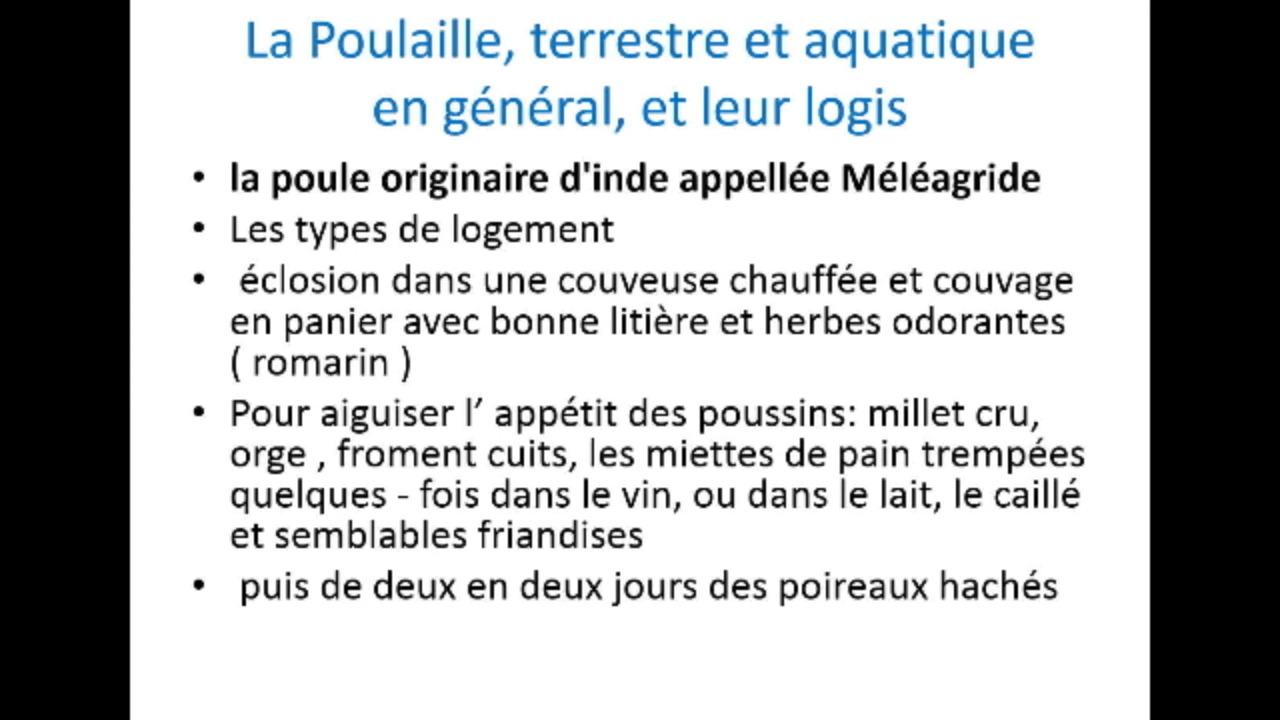 La Poulaille, terrestre et aquatique
en général, et leur logis
• la poule originaire d'inde appellée Méléagride
• Les types de logement
• éclosion dans une couveuse chauffée et couvage
en panier avec bonne litière et herbes odorantes
( romarin )
• Pour aiguiser l’ appétit des poussins: millet cru,
orge , froment cuits, les miettes de pain trempées
quelques - fois dans le vin, ou dans le lait, le caillé
et semblables friandises
• puis de deux en deux jours des poireaux hachés